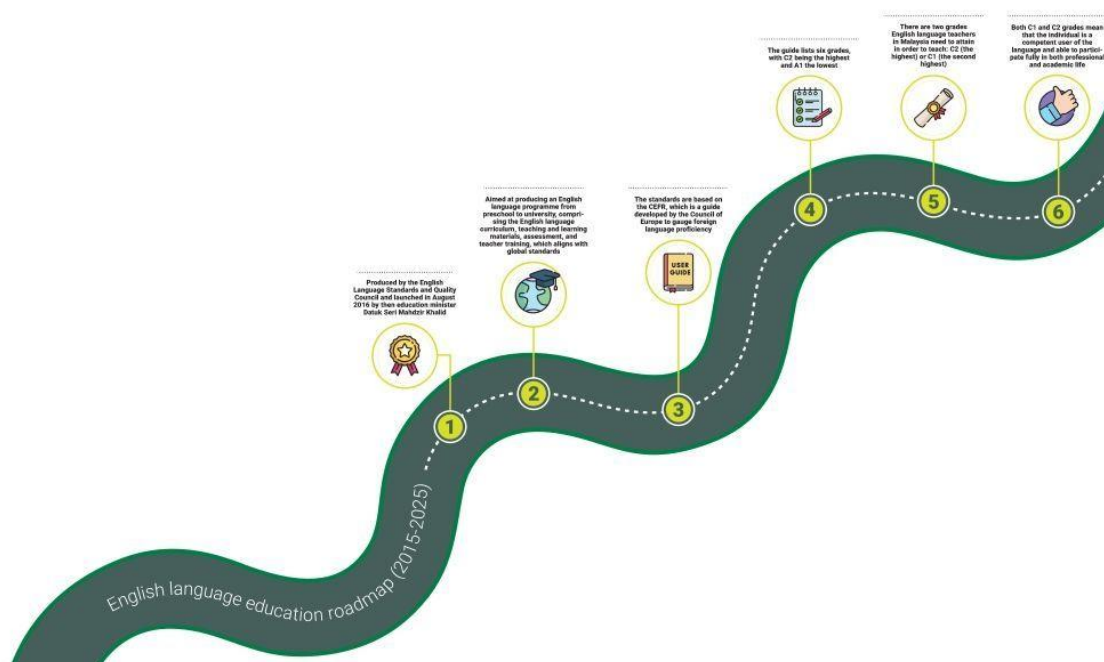 English language education roadmap (2015-2025)
Produced by the English
Language Standards and Quality
Council and launched in August
2016 by then education minister
Datuk Seri Mahdzir Khalid
1
Aimed at producing an English
language programme from
preschool to university, compri-
sing the English language
curriculum, teaching and learning
materials, assessment, and
teacher training, which aligns with
global standards
2
The standards are based on
the CEFR, which is a guide
developed by the Council of
Europe to gauge foreign
language proficiency
USER
GUIDE
3
The guide lists six grades,
with C2 being the highest
and A1 the lowest
4
There are two grades
English language teachers
in Malaysia need to attain
in order to teach: C2 (the
highest) or C1 (the second
highest)
5
Both C1 and C2 grades mean
that the individual is a
competent user of the
language and able to partici-
pate fully in both professional
and academic life
6